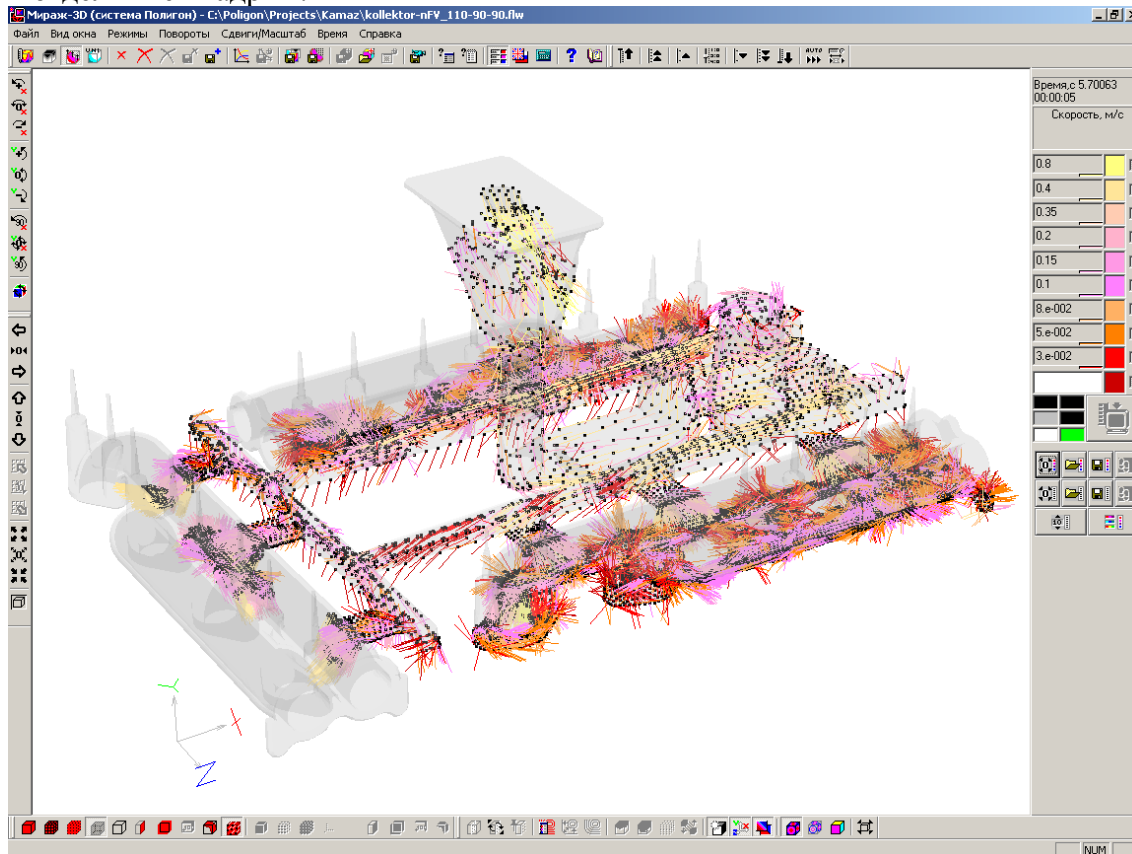 Мираж-3D (система Полигон) - C:\Poligon\Projects\Kamaz\kollektor-nFV_110-90-90.flw
Файл Вид окна Режимы Повороты Сдвиги/Масштаб Время Справка
Время,с 5.70063
00:00:05
Скорость, м/с
0.8
0.4
0.35
0.2
0.15
0.1
8.e-002
5.e-002
3.e-002
X
Y
Z
NUM